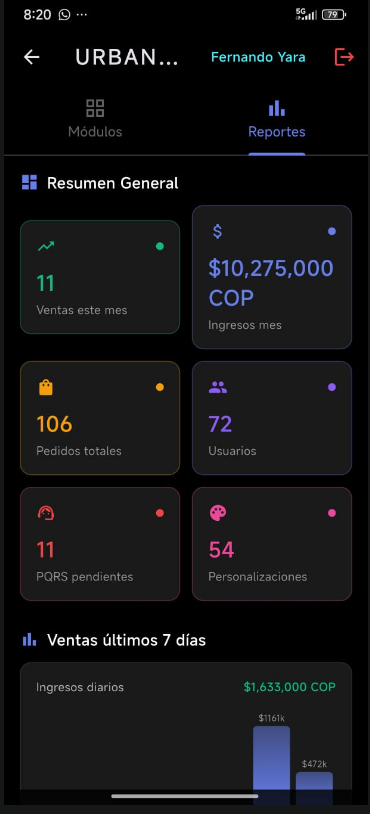 8:20 ...
5G 79
URBAN...
Fernando Yara
Módulos
Reportes
Resumen General
11
Ventas este mes
$
$10,275,000
COP
Ingresos mes
106
Pedidos totales
72
Usuarios
11
PQRS pendientes
54
Personalizaciones
Ventas últimos 7 días
Ingresos diarios
$1,633,000 COP
$1161k
$472k